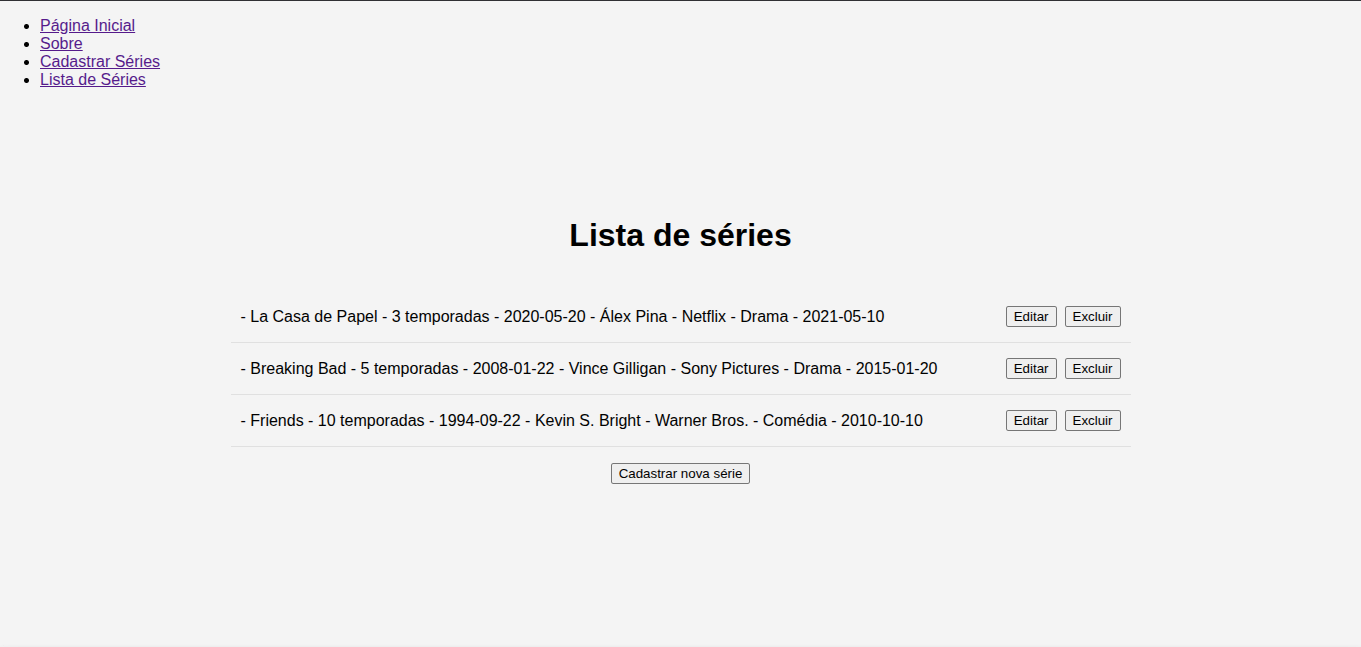 Página Inicial
Sobre
Cadastrar Séries
Lista de Séries
Lista de séries
- La Casa de Papel - 3 temporadas - 2020-05-20 - Álex Pina - Netflix - Drama - 2021-05-10 Editar Excluir
- Breaking Bad - 5 temporadas - 2008-01-22 - Vince Gilligan - Sony Pictures - Drama - 2015-01-20 Editar Excluir
- Friends - 10 temporadas - 1994-09-22 - Kevin S. Bright - Warner Bros. - Comédia - 2010-10-10 Editar Excluir
Cadastrar nova série